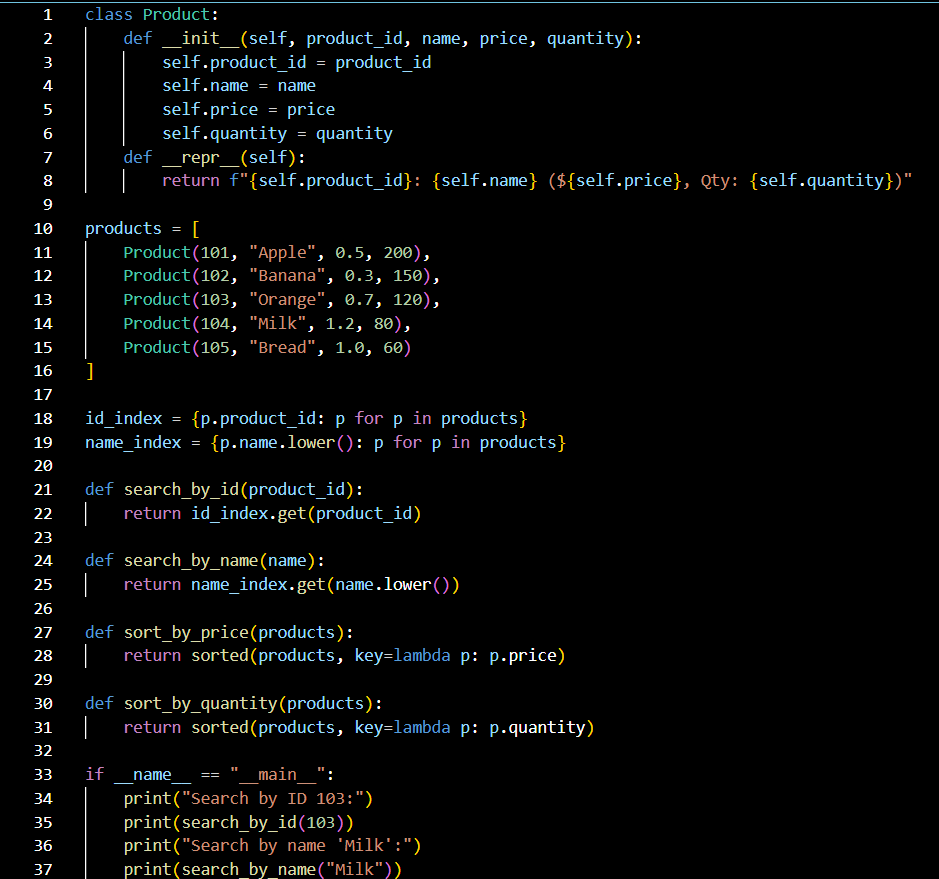 1 class Product:
2     def __init__(self, product_id, name, price, quantity):
3         self.product_id = product_id
4         self.name = name
5         self.price = price
6         self.quantity = quantity
7     def __repr__(self):
8         return f"{self.product_id}: {self.name} (${self.price}, Qty: {self.quantity})"
9
10 products = [
11     Product(101, "Apple", 0.5, 200),
12     Product(102, "Banana", 0.3, 150),
13     Product(103, "Orange", 0.7, 120),
14     Product(104, "Milk", 1.2, 80),
15     Product(105, "Bread", 1.0, 60)
16 ]
17
18 id_index = {p.product_id: p for p in products}
19 name_index = {p.name.lower(): p for p in products}
20
21 def search_by_id(product_id):
22     return id_index.get(product_id)
23
24 def search_by_name(name):
25     return name_index.get(name.lower())
26
27 def sort_by_price(products):
28     return sorted(products, key=lambda p: p.price)
29
30 def sort_by_quantity(products):
31     return sorted(products, key=lambda p: p.quantity)
32
33 if __name__ == "__main__":
34     print("Search by ID 103:")
35     print(search_by_id(103))
36     print("Search by name 'Milk':")
37     print(search_by_name("Milk"))